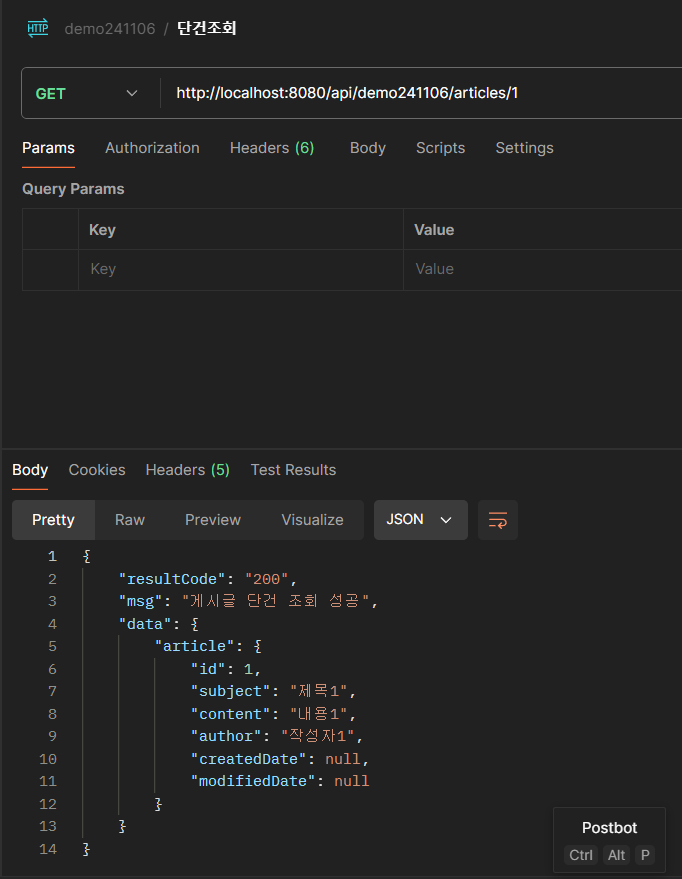 HTTP demo241106 / 단건조회
GET http://localhost:8080/api/demo241106/articles/1
Params Authorization Headers (6) Body Scripts Settings
Query Params
Key Value
Key Value
Body Cookies Headers (5) Test Results
Pretty Raw Preview Visualize JSON
1 {
2 "resultCode": "200",
3 "msg": "게시글 단건 조회 성공",
4 "data": {
5 "article": {
6 "id": 1,
7 "subject": "제목1",
8 "content": "내용1",
9 "author": "작성자1",
10 "createdDate": null,
11 "modifiedDate": null
12 }
13 }
14 }
Postbot
Ctrl Alt P